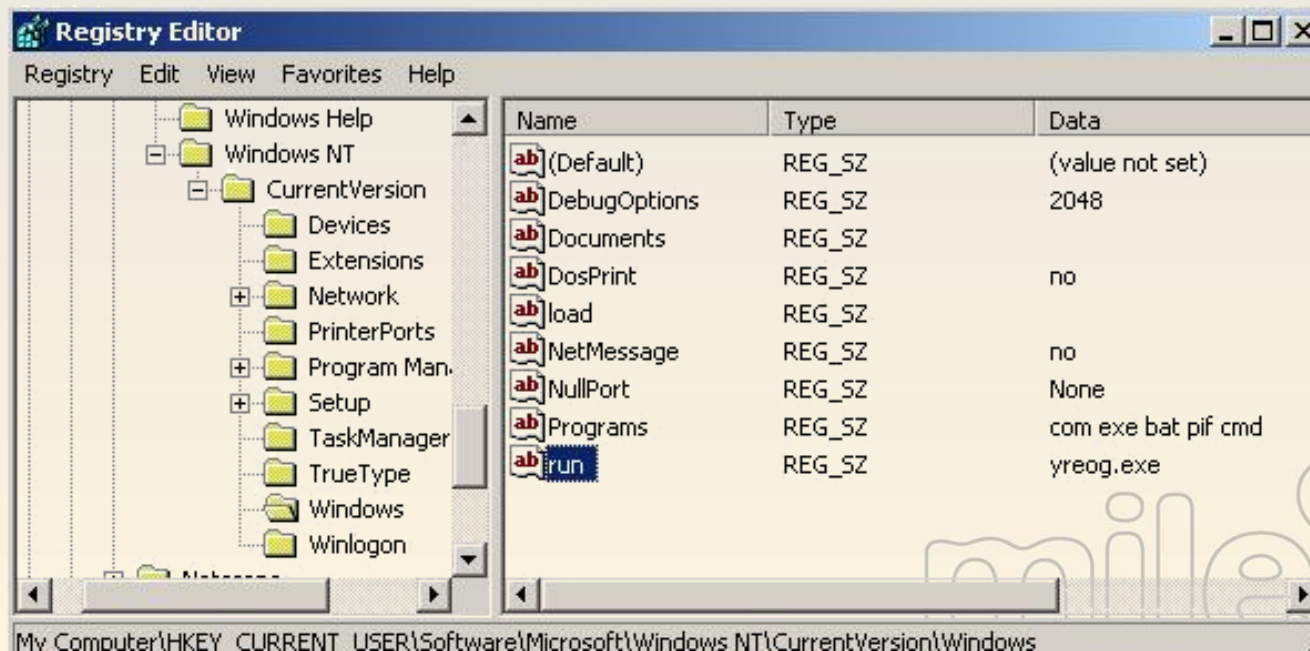 Registry Editor
Registry Edit View Favorites Help
Windows Help
Windows NT
CurrentVersion
Devices
Extensions
Network
PrinterPorts
Program Man
Setup
TaskManager
TrueType
Windows
Winlogon
Name Type Data
(Default) REG_SZ (value not set)
DebugOptions REG_SZ 2048
Documents REG_SZ
DosPrint REG_SZ no
load REG_SZ
NetMessage REG_SZ no
NullPort REG_SZ None
Programs REG_SZ com exe bat pif cmd
run REG_SZ yreog.exe
My Computer\HKEY_CURRENT_USER\Software\Microsoft\Windows NT\CurrentVersion\Windows